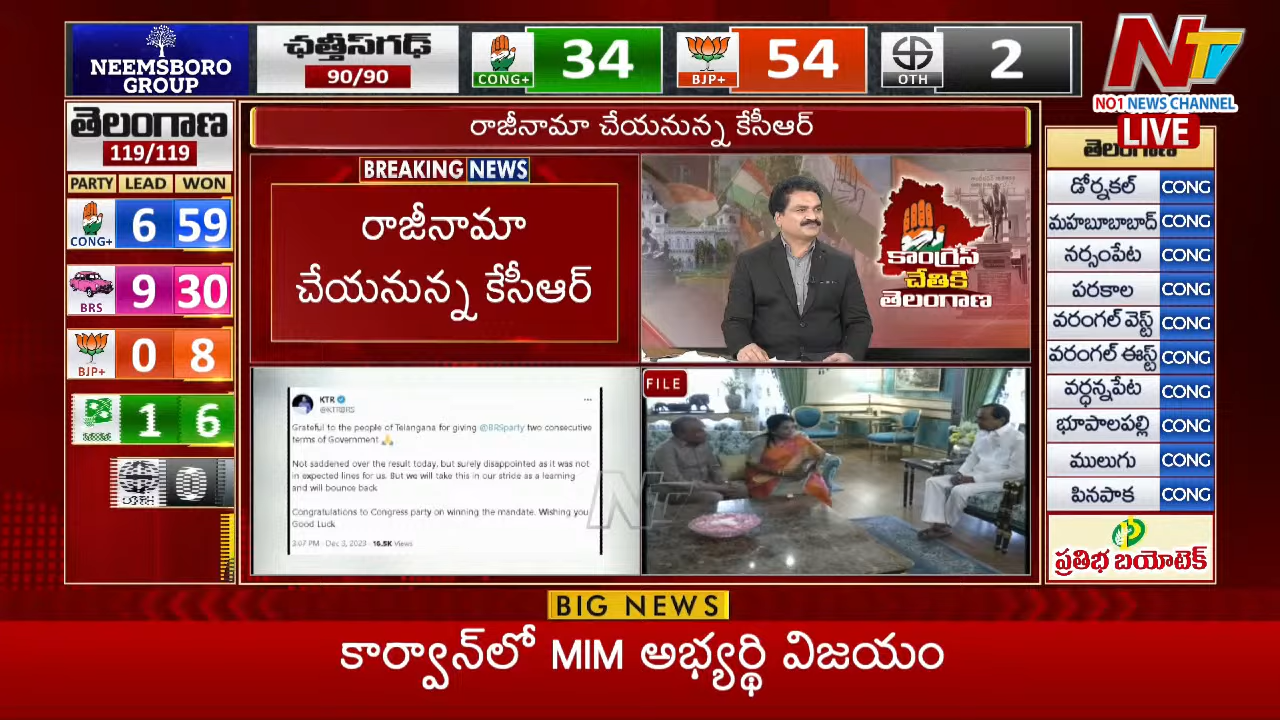 NEEMSBORO
GROUP
ఛత్తీస్‌గఢ్
90/90
CONG+
34
BJP+
54
OTH
2
NTV
NO1 NEWS CHANNEL
LIVE
తెలంగాణ
119/119
PARTY LEAD WON
CONG+ 6 59
BRS 9 30
BJP+ 0 8
1 6
0
రాజీనామా చేయనున్న కేసీఆర్
BREAKING NEWS
రాజీనామా
చేయనున్న కేసీఆర్
కాంగ్రెస్
చేతికి
తెలంగాణ
KTR
@KTRBRS
Grateful to the people of Telangana for giving @BRSparty two consecutive
terms of Government 🙏
Not saddened over the result today, but surely disappointed as it was not
in expected lines for us. But we will take this in our stride as a learning
and will bounce back
Congratulations to Congress party on winning the mandate. Wishing you
Good Luck
3:07 PM · Dec 3, 2023 · 16.5K Views
NTV
FILE
తెలంగాణ
డోర్నకల్ CONG
మహబూబాబాద్ CONG
నర్సంపేట CONG
పరకాల CONG
వరంగల్ వెస్ట్ CONG
వరంగల్ ఈస్ట్ CONG
వర్ధన్నపేట CONG
భూపాలపల్లి CONG
ములుగు CONG
పినపాక CONG
ప్రతిభ బయోటెక్
BIG NEWS
కార్వాన్‌లో MIM అభ్యర్థి విజయం